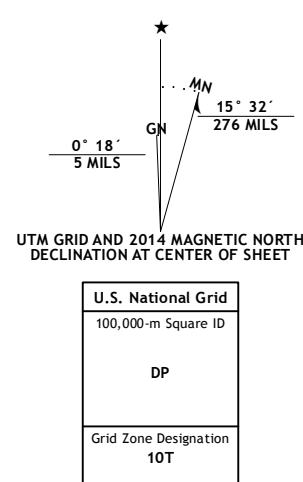 MN
GN
0° 18´
5 MILS
15° 32´
276 MILS
UTM GRID AND 2014 MAGNETIC NORTH
DECLINATION AT CENTER OF SHEET
U.S. National Grid
100,000-m Square ID
DP
Grid Zone Designation
10T